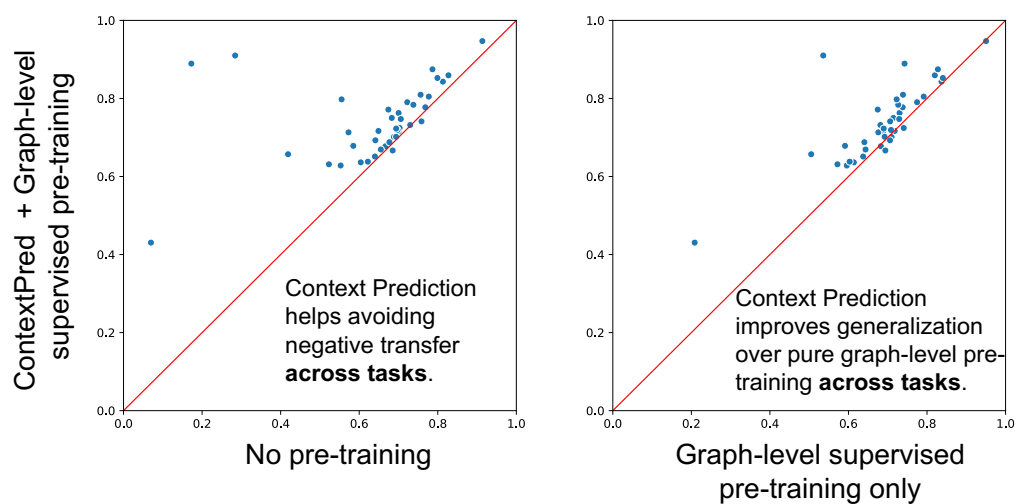 ContextPred + Graph-level
supervised pre-training
1.0
0.8
0.6
0.4
0.2
0.0
0.0 0.2 0.4 0.6 0.8 1.0
Context Prediction
helps avoiding
negative transfer
across tasks.
No pre-training
1.0
0.8
0.6
0.4
0.2
0.0
0.0 0.2 0.4 0.6 0.8 1.0
Context Prediction
improves generalization
over pure graph-level pre-
training across tasks.
Graph-level supervised
pre-training only